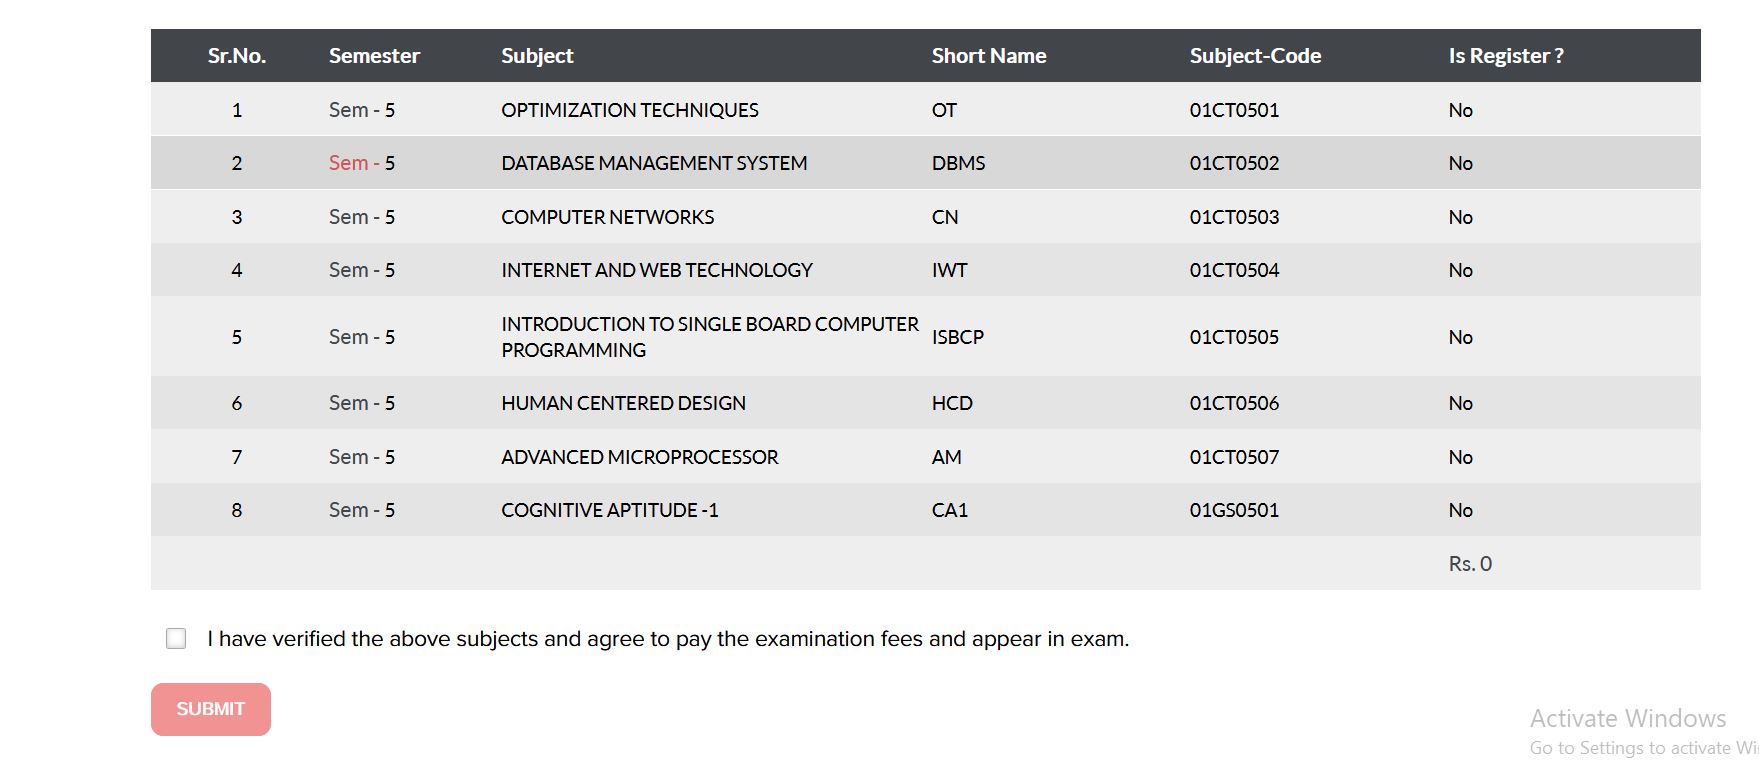 Sr.No. Semester Subject Short Name Subject-Code Is Register ?
1 Sem - 5 OPTIMIZATION TECHNIQUES OT 01CT0501 No
2 Sem - 5 DATABASE MANAGEMENT SYSTEM DBMS 01CT0502 No
3 Sem - 5 COMPUTER NETWORKS CN 01CT0503 No
4 Sem - 5 INTERNET AND WEB TECHNOLOGY IWT 01CT0504 No
5 Sem - 5 INTRODUCTION TO SINGLE BOARD COMPUTER
PROGRAMMING ISBCP 01CT0505 No
6 Sem - 5 HUMAN CENTERED DESIGN HCD 01CT0506 No
7 Sem - 5 ADVANCED MICROPROCESSOR AM 01CT0507 No
8 Sem - 5 COGNITIVE APTITUDE -1 CA1 01GS0501 No
Rs. 0
I have verified the above subjects and agree to pay the examination fees and appear in exam.
SUBMIT
Activate Windows
Go to Settings to activate Wi